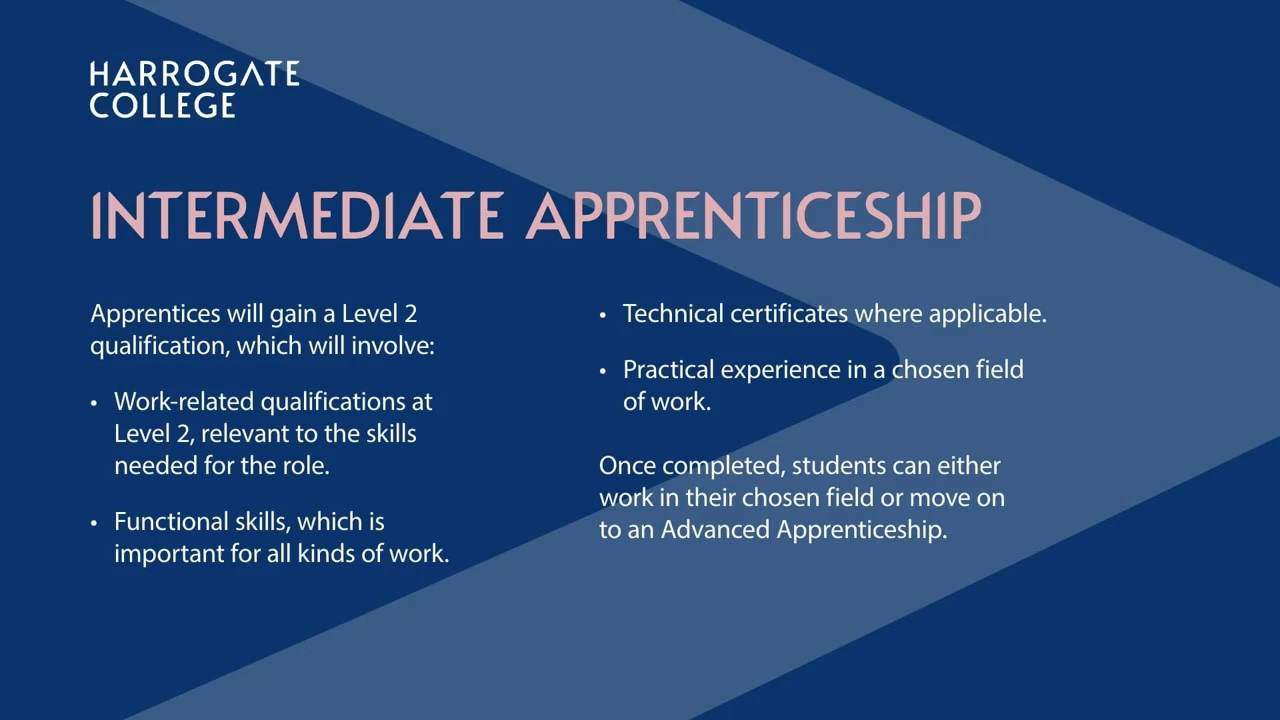 HARROGATE
COLLEGE
INTERMEDIATE APPRENTICESHIP
Apprentices will gain a Level 2
qualification, which will involve:
• Work-related qualifications at
Level 2, relevant to the skills
needed for the role.
• Functional skills, which is
important for all kinds of work.
• Technical certificates where applicable.
• Practical experience in a chosen field
of work.
Once completed, students can either
work in their chosen field or move on
to an Advanced Apprenticeship.